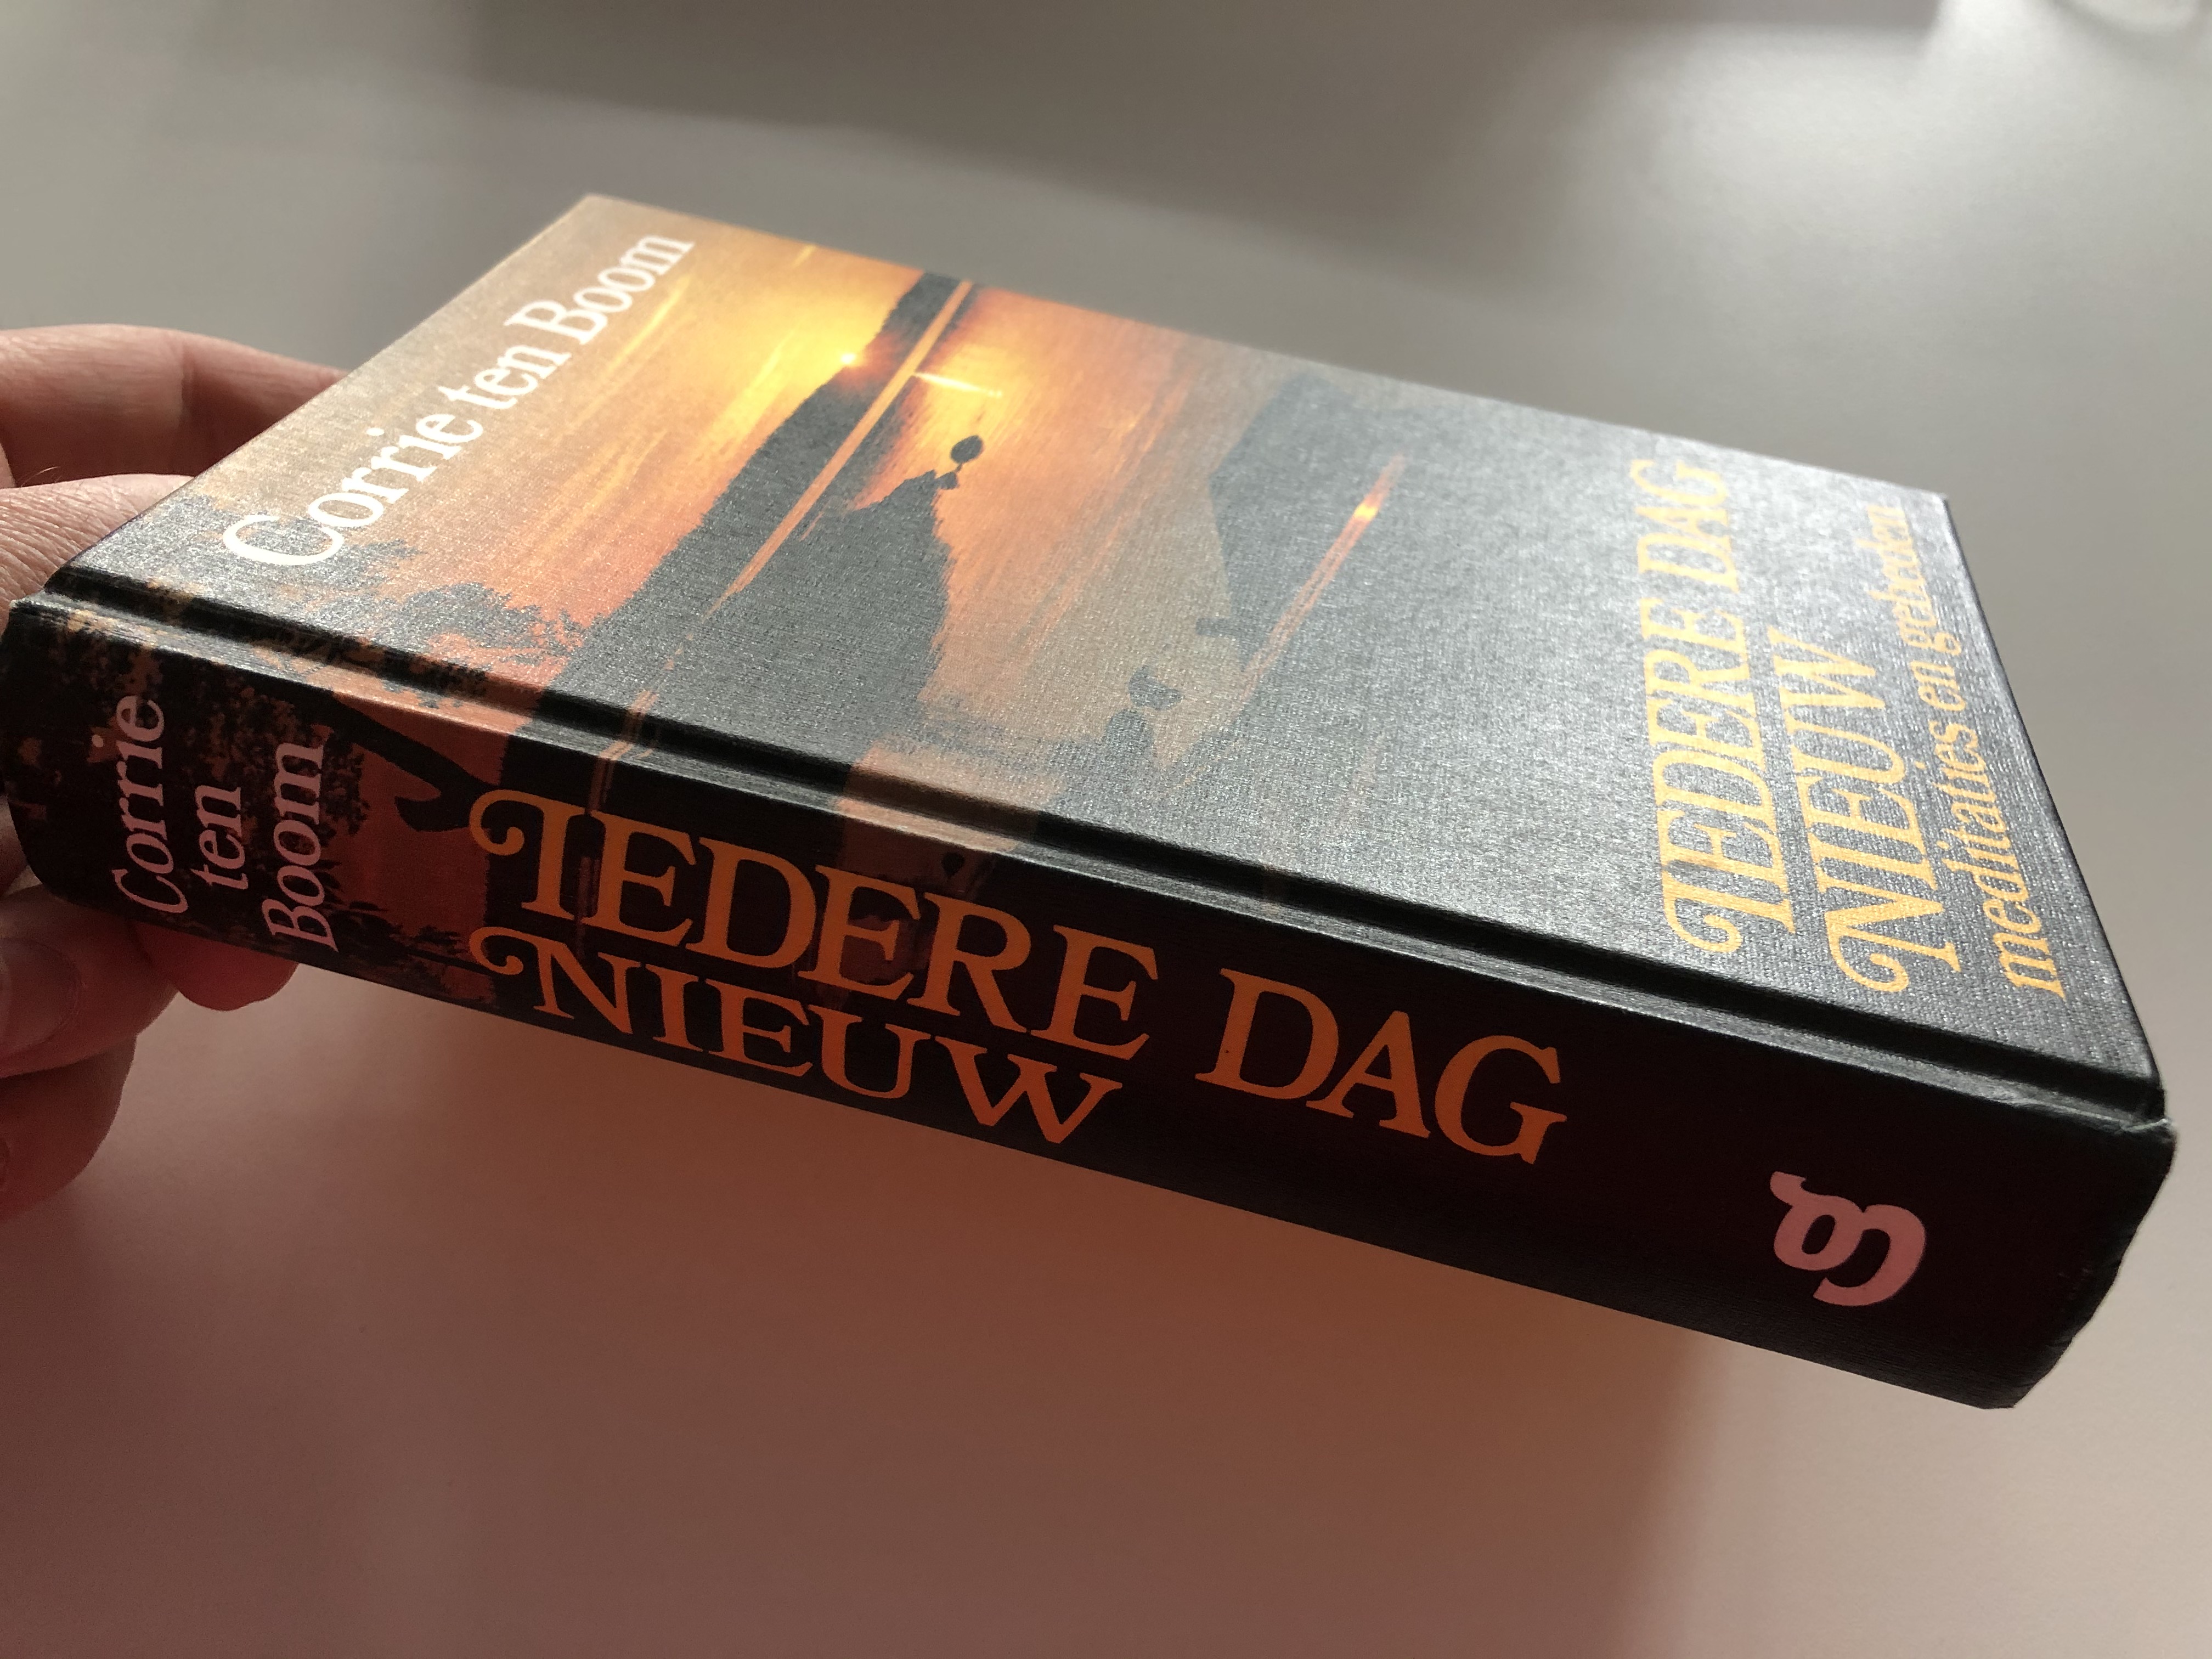 Corrie ten Boom
IEDERE DAG
NIEUW
meditaties en gebeden
Corrie
ten
Boom
IEDERE DAG
NIEUW
g